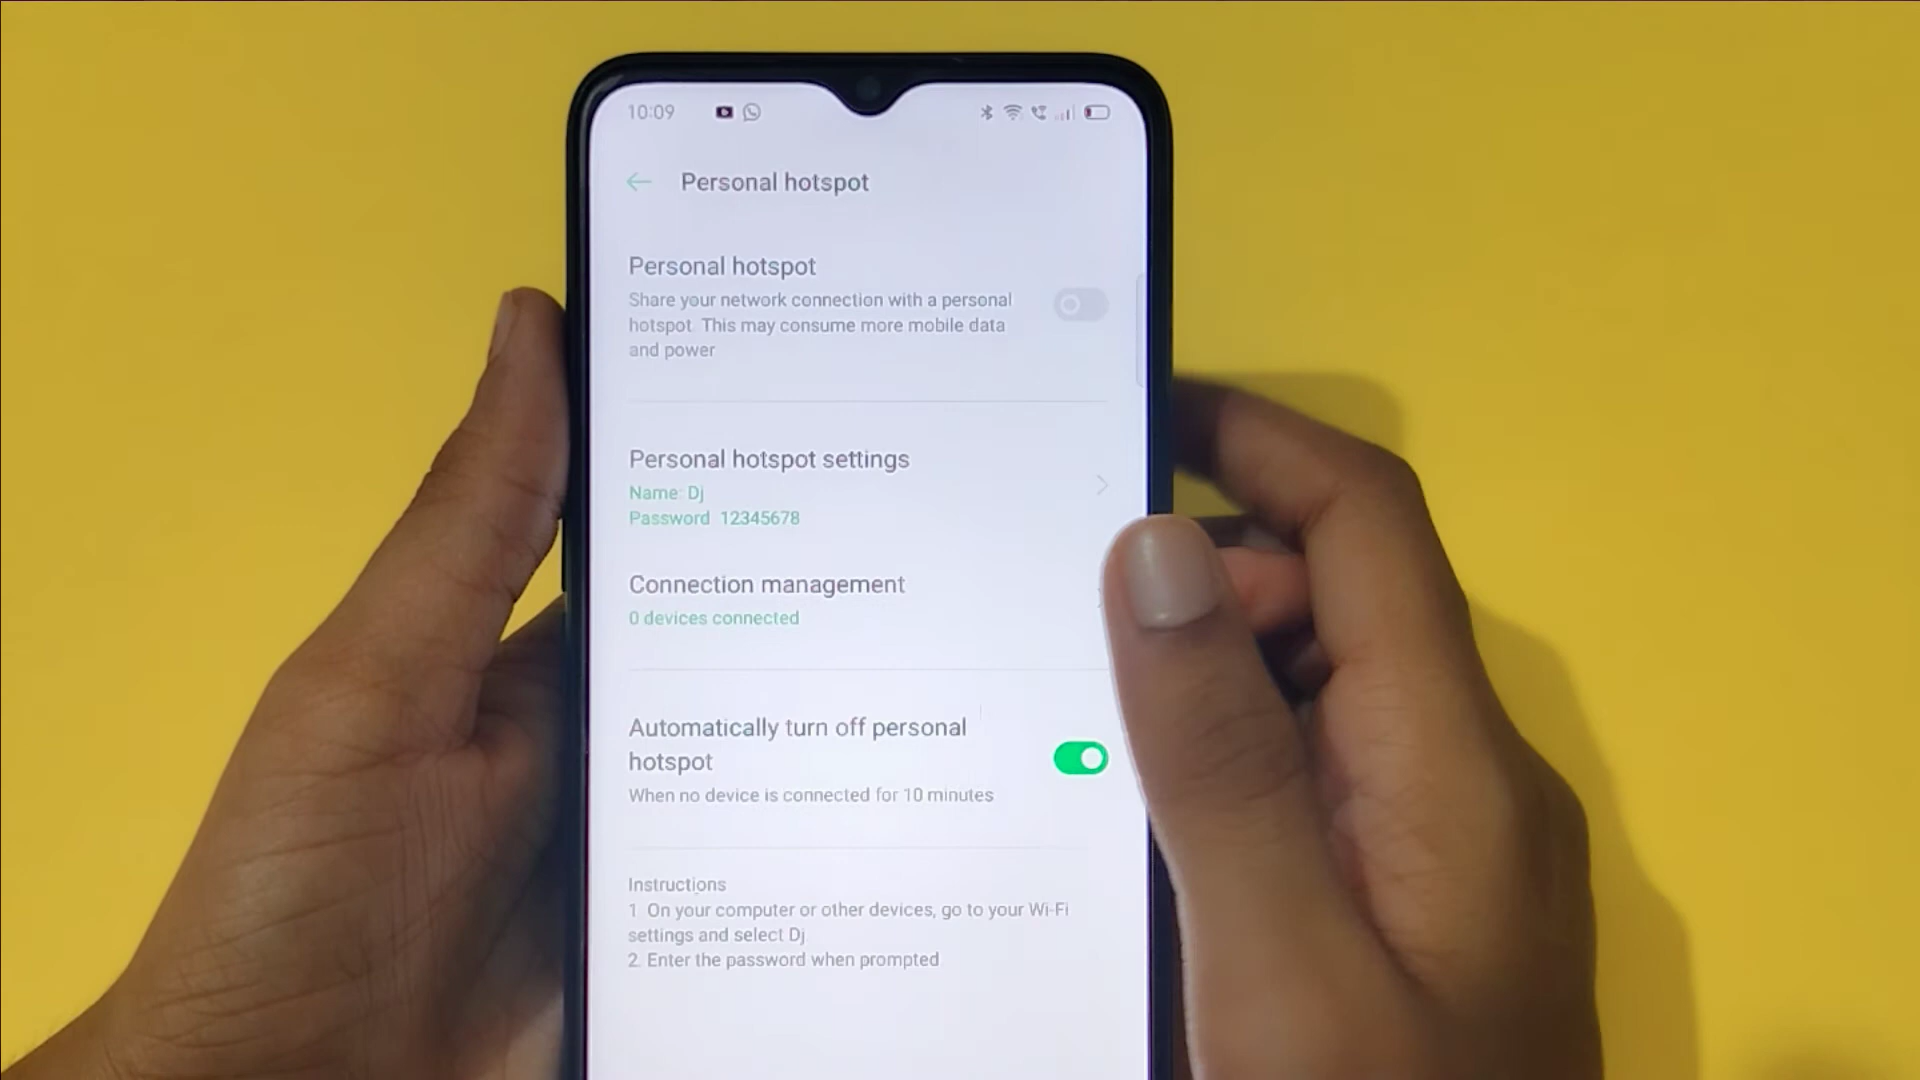 10:09
Personal hotspot
Personal hotspot
Share your network connection with a personal
hotspot. This may consume more mobile data
and power
Personal hotspot settings
Name: Dj
Password 12345678
Connection management
0 devices connected
Automatically turn off personal
hotspot
When no device is connected for 10 minutes
Instructions
1 On your computer or other devices, go to your Wi-Fi
settings and select Dj
2. Enter the password when prompted